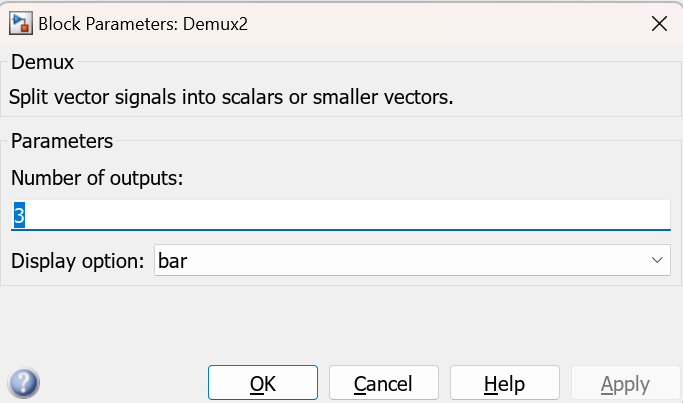 Block Parameters: Demux2
Demux
Split vector signals into scalars or smaller vectors.
Parameters
Number of outputs:
3
Display option: bar
OK Cancel Help Apply